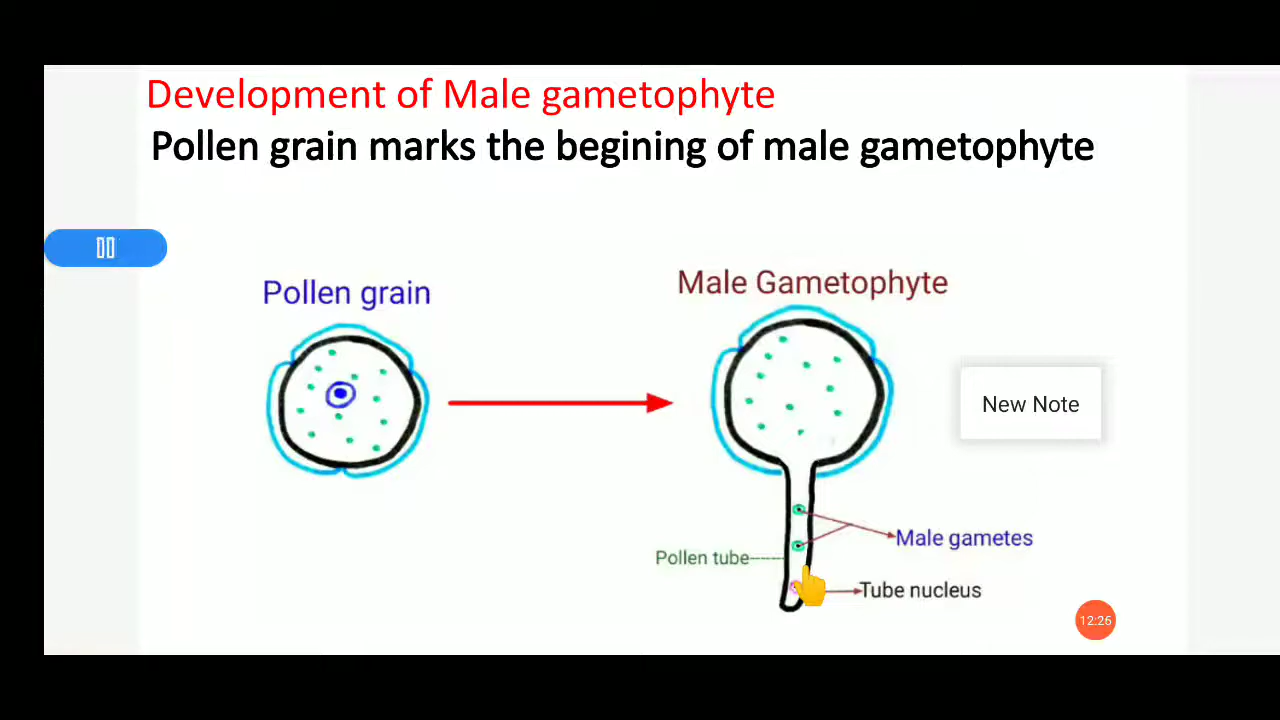 Development of Male gametophyte
Pollen grain marks the begining of male gametophyte
Pollen grain
Male Gametophyte
New Note
Male gametes
Pollen tube
Tube nucleus
12:26